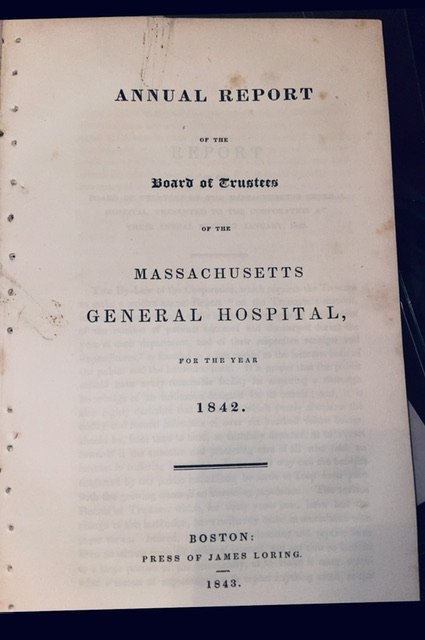 ANNUAL REPORT
OF THE
Board of Trustees
OF THE
MASSACHUSETTS
GENERAL HOSPITAL,
FOR THE YEAR
1842.
BOSTON:
PRESS OF JAMES LORING.
1843.